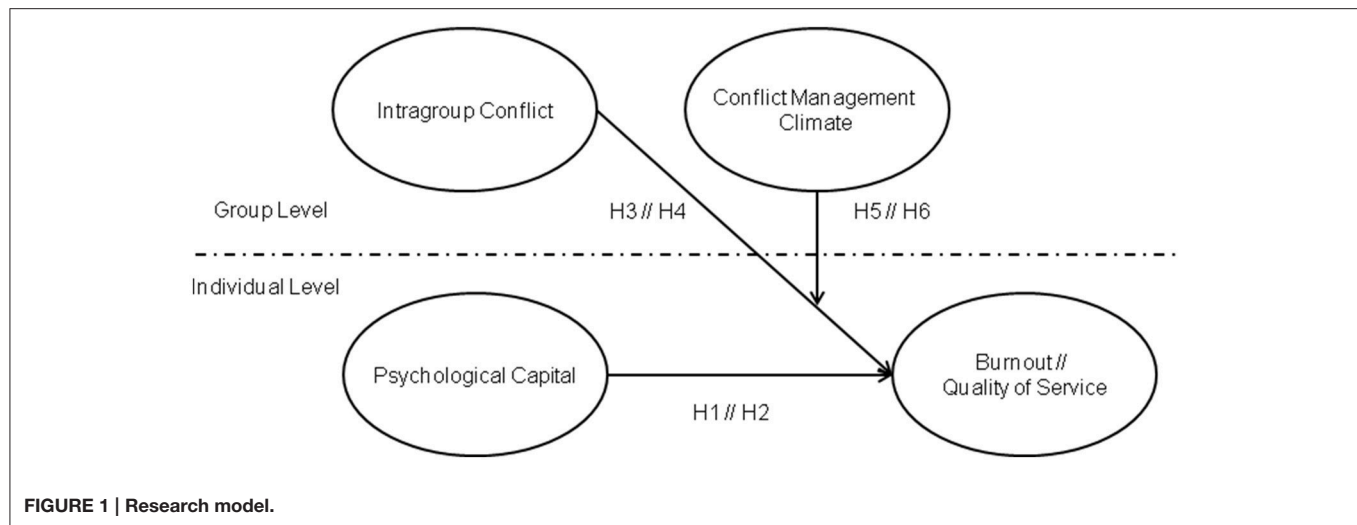 Intragroup Conflict
Conflict Management
Climate
Group Level
H3 // H4
H5 // H6
Individual Level
Psychological Capital
H1 // H2
Burnout //
Quality of Service
FIGURE 1 | Research model.